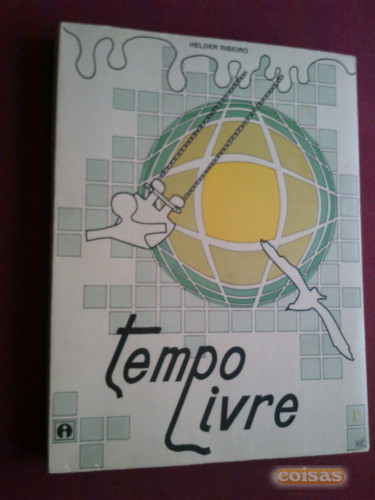 HELDER RIBEIRO
tempo
Livre
coisas